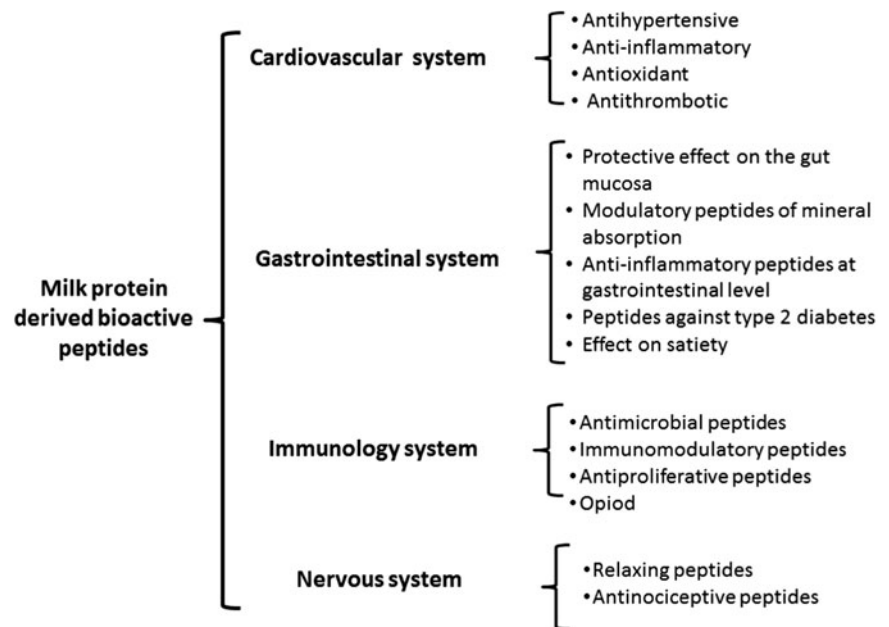 Milk protein
derived bioactive
peptides
Cardiovascular system
•Antihypertensive
•Anti-inflammatory
•Antioxidant
• Antithrombotic
Gastrointestinal system
• Protective effect on the gut
mucosa
• Modulatory peptides of mineral
absorption
• Anti-inflammatory peptides at
gastrointestinal level
• Peptides against type 2 diabetes
• Effect on satiety
Immunology system
•Antimicrobial peptides
•Immunomodulatory peptides
•Antiproliferative peptides
•Opiod
Nervous system
•Relaxing peptides
•Antinociceptive peptides